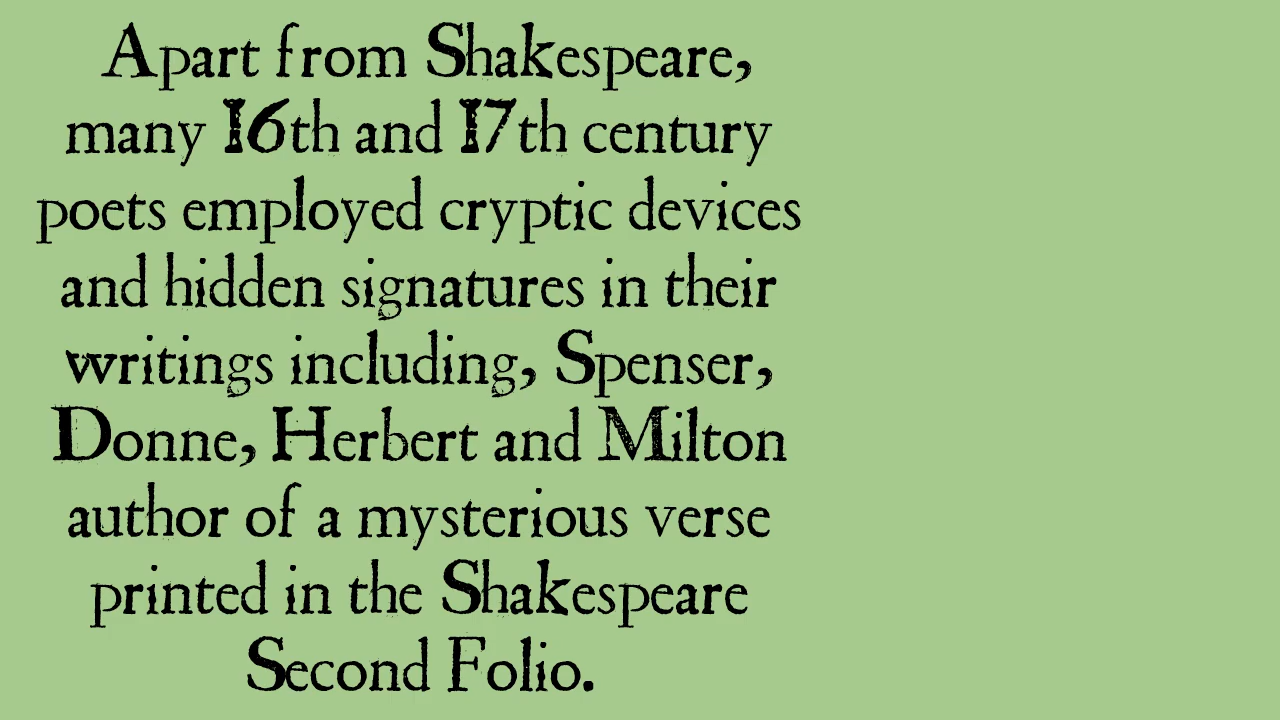 Apart from Shakespeare,
many 16th and 17th century
poets employed cryptic devices
and hidden signatures in their
writings including, Spenser,
Donne, Herbert and Milton
author of a mysterious verse
printed in the Shakespeare
Second Folio.